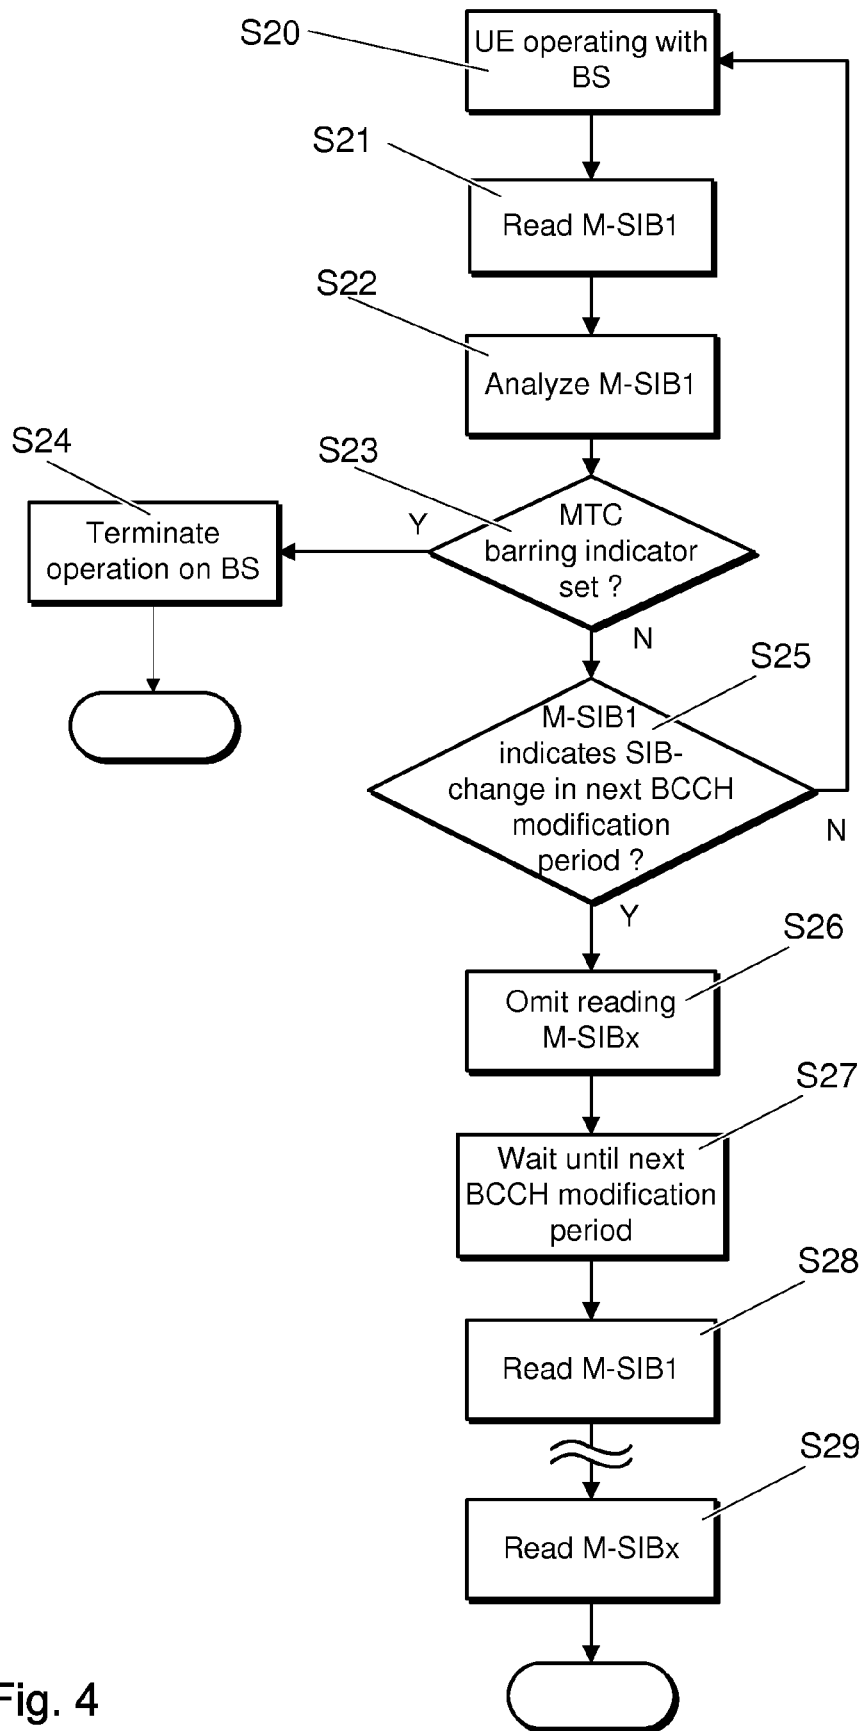 S20
UE operating with
BS
S21
Read M-SIB1
S22
Analyze M-SIB1
S24
S23
Terminate
operation on BS
Y
MTC
barring indicator
set ?
N
S25
M-SIB1
indicates SIB-
change in next BCCH
modification
period ?
N
Y
S26
Omit reading
M-SIBx
S27
Wait until next
BCCH modification
period
S28
Read M-SIB1
S29
Read M-SIBx
Fig. 4